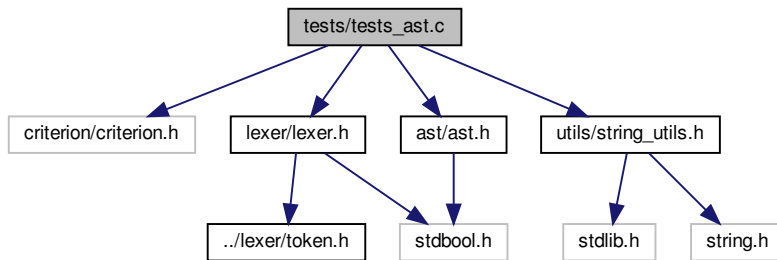 tests/tests_ast.c
criterion/criterion.h
lexer/lexer.h
ast/ast.h
utils/string_utils.h
../lexer/token.h
stdbool.h
stdlib.h
string.h